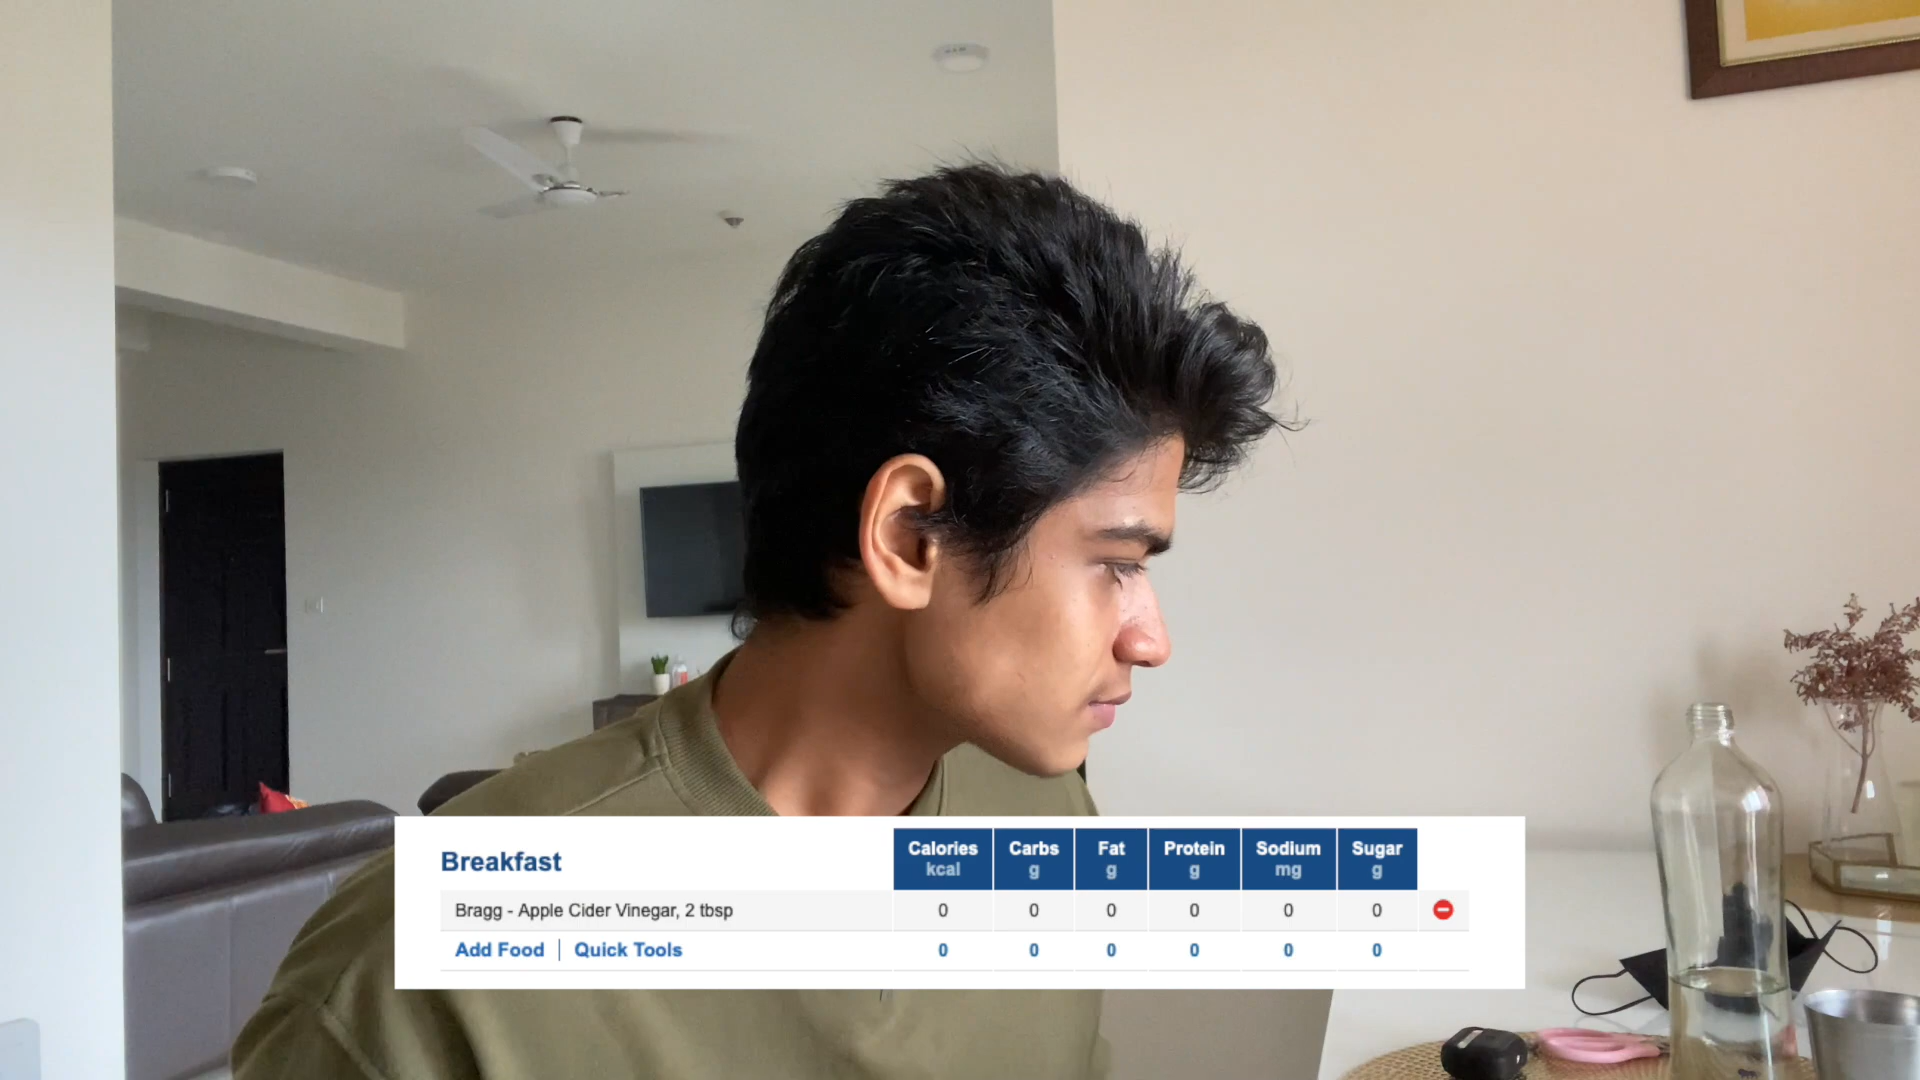 Breakfast
Calories Carbs Fat Protein Sodium Sugar
kcal g g g mg g
Bragg - Apple Cider Vinegar, 2 tbsp 0 0 0 0 0 0
Add Food | Quick Tools 0 0 0 0 0 0